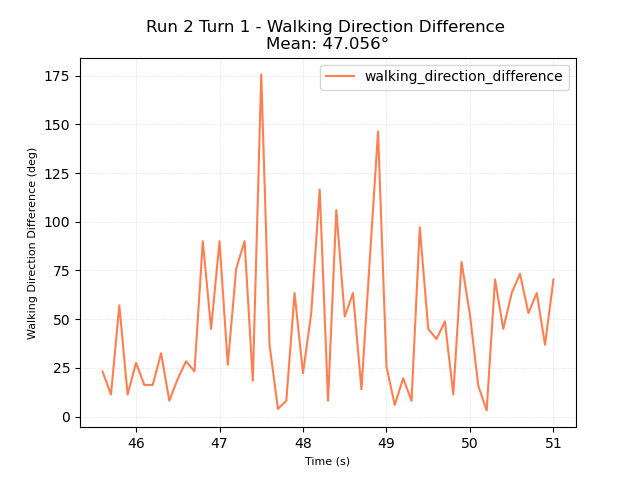 Run 2 Turn 1 - Walking Direction Difference
Mean: 47.056°
walking_direction_difference
175
150
125
100
75
50
25
0
Walking Direction Difference (deg)
46 47 48 49 50 51
Time (s)